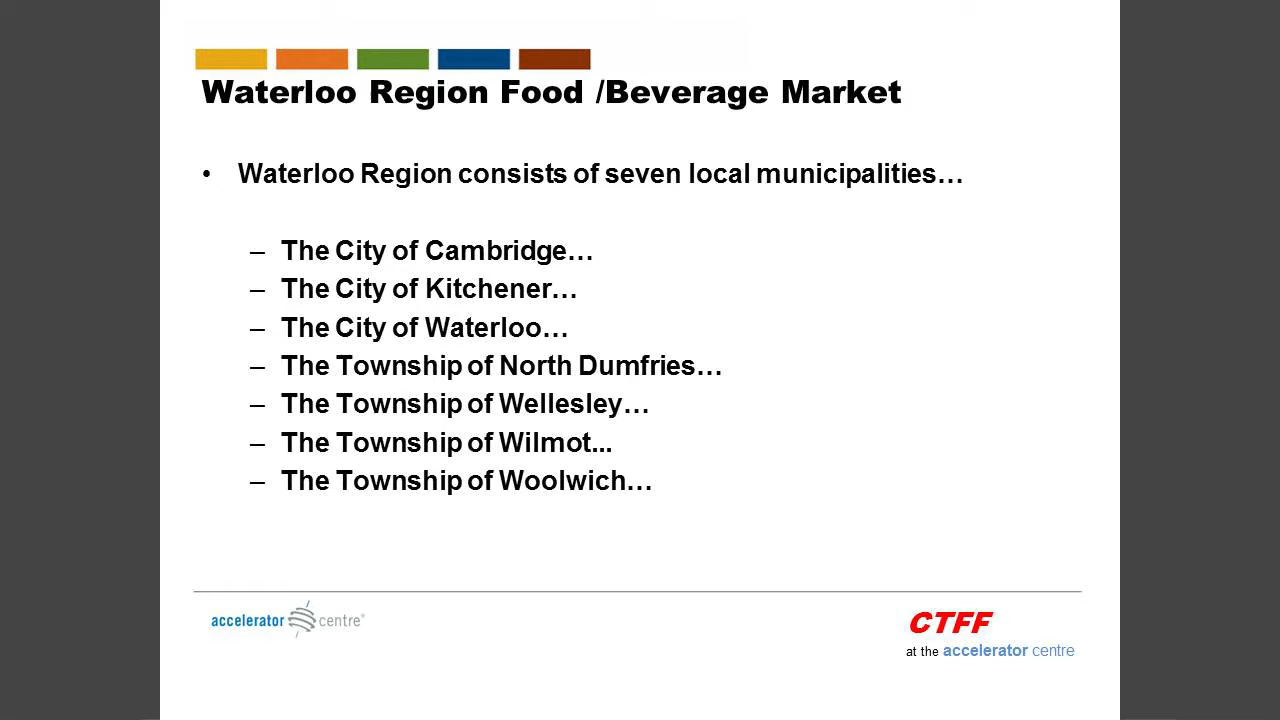 Waterloo Region Food /Beverage Market
• Waterloo Region consists of seven local municipalities…
– The City of Cambridge…
– The City of Kitchener…
– The City of Waterloo…
– The Township of North Dumfries…
– The Township of Wellesley…
– The Township of Wilmot...
– The Township of Woolwich…
accelerator centre®
CTFF
at the accelerator centre